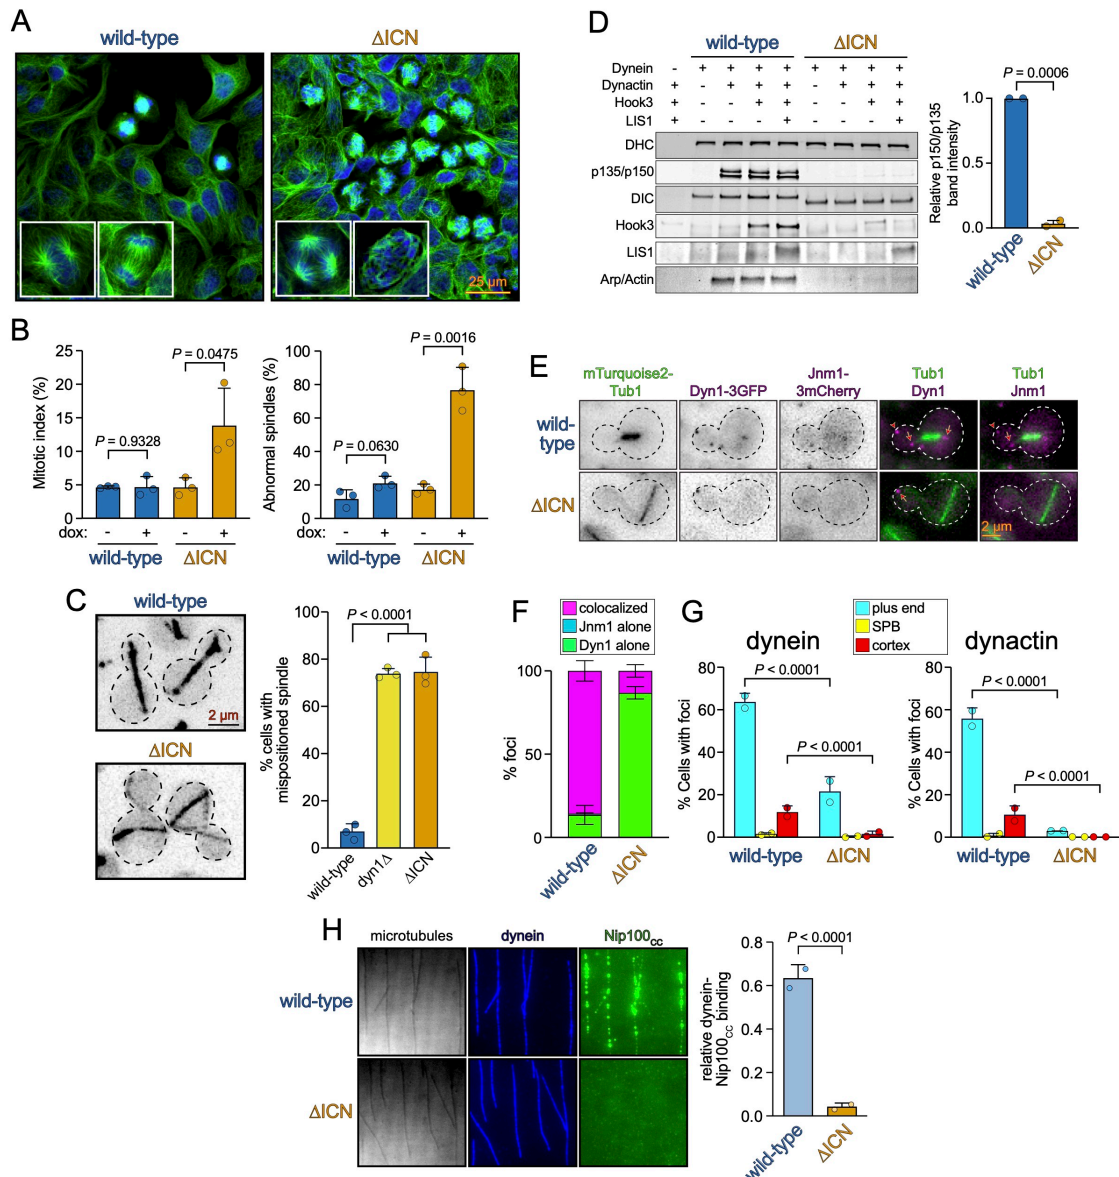 A
wild-type
ΔICN
25 µm
B
Mitotic index (%)
25
20
15
10
5
0
P = 0.9328
P = 0.0475
dox: - + - +
wild-type ΔICN
Abnormal spindles (%)
100
80
60
40
20
0
P = 0.0630
P = 0.0016
dox: - + - +
wild-type ΔICN
C
wild-type
2 µm
ΔICN
% cells with
mispositioned spindle
100
80
60
40
20
0
P < 0.0001
wild-type
dyn1Δ
ΔICN
D
wild-type ΔICN
Dynein - + + + + + + + +
Dynactin + - + + + - + + +
Hook3 + - - + + - - + +
LIS1 + - - - + - - - +
DHC
p135/p150
DIC
Hook3
LIS1
Arp/Actin
Relative p150/p135
band intensity
1.0
0.5
0.0
P = 0.0006
wild-type
ΔICN
E
mTurquoise2-
Tub1
Dyn1-3GFP
Jnm1-
3mCherry
Tub1
Dyn1
Tub1
Jnm1
wild-
type
ΔICN
2 µm
F
colocalized
Jnm1 alone
Dyn1 alone
% foci
100
50
0
wild-type
ΔICN
G
plus end
SPB
cortex
dynein
% Cells with foci
80
60
40
20
0
P < 0.0001
P < 0.0001
wild-type ΔICN
dynactin
% Cells with foci
80
60
40
20
0
P < 0.0001
P < 0.0001
wild-type ΔICN
H
microtubules
dynein
Nip100cc
wild-type
ΔICN
relative dynein-
Nip100cc binding
0.8
0.6
0.4
0.2
0.0
P < 0.0001
wild-type
ΔICN